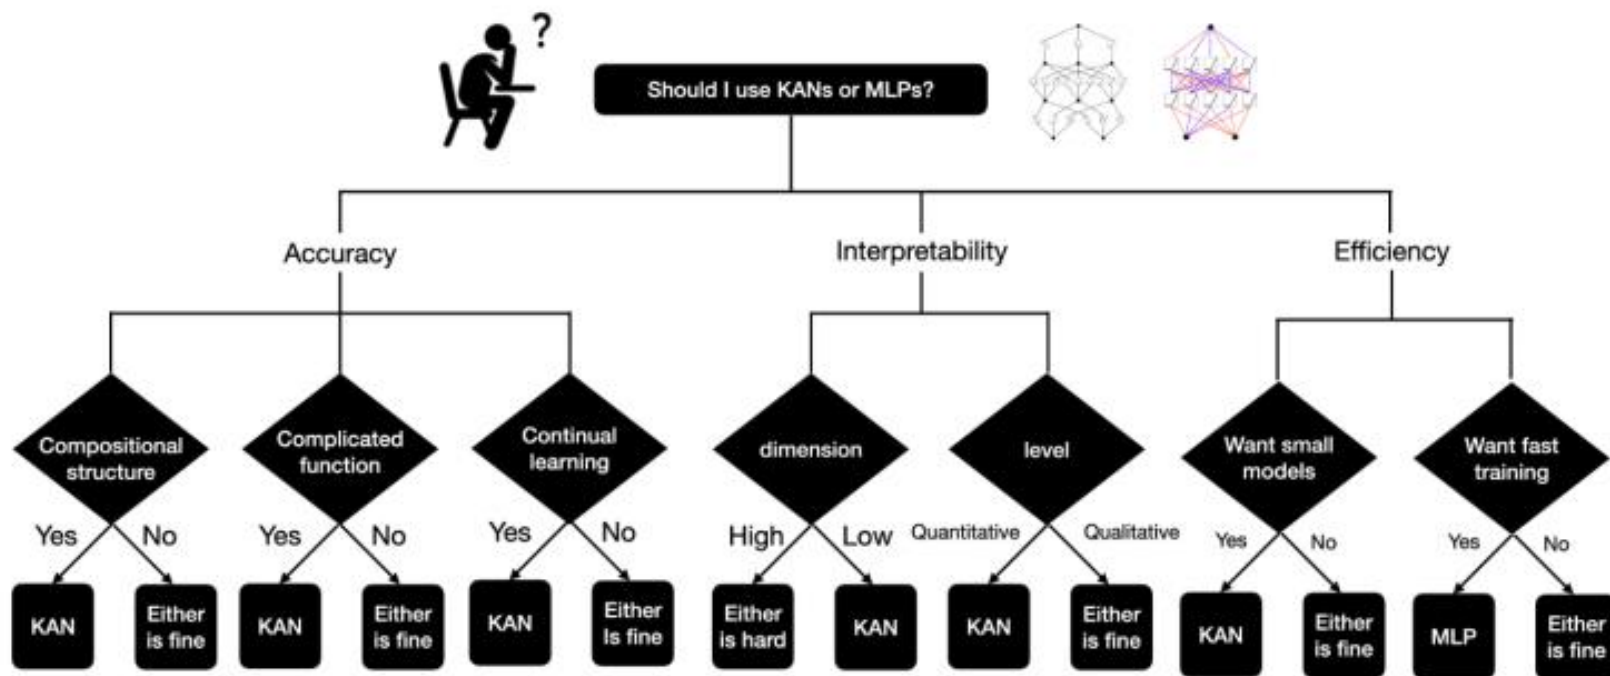 ?
Should I use KANs or MLPs?
Accuracy
Interpretability
Efficiency
Compositional
structure
Complicated
function
Continual
learning
dimension
level
Want small
models
Want fast
training
Yes
No
Yes
No
Yes
No
High
Low
Quantitative
Qualitative
Yes
No
Yes
No
KAN
Either
is fine
KAN
Either
is fine
KAN
Either
Is fine
Either
is hard
KAN
KAN
Either
is fine
KAN
Either
is fine
MLP
Either
is fine